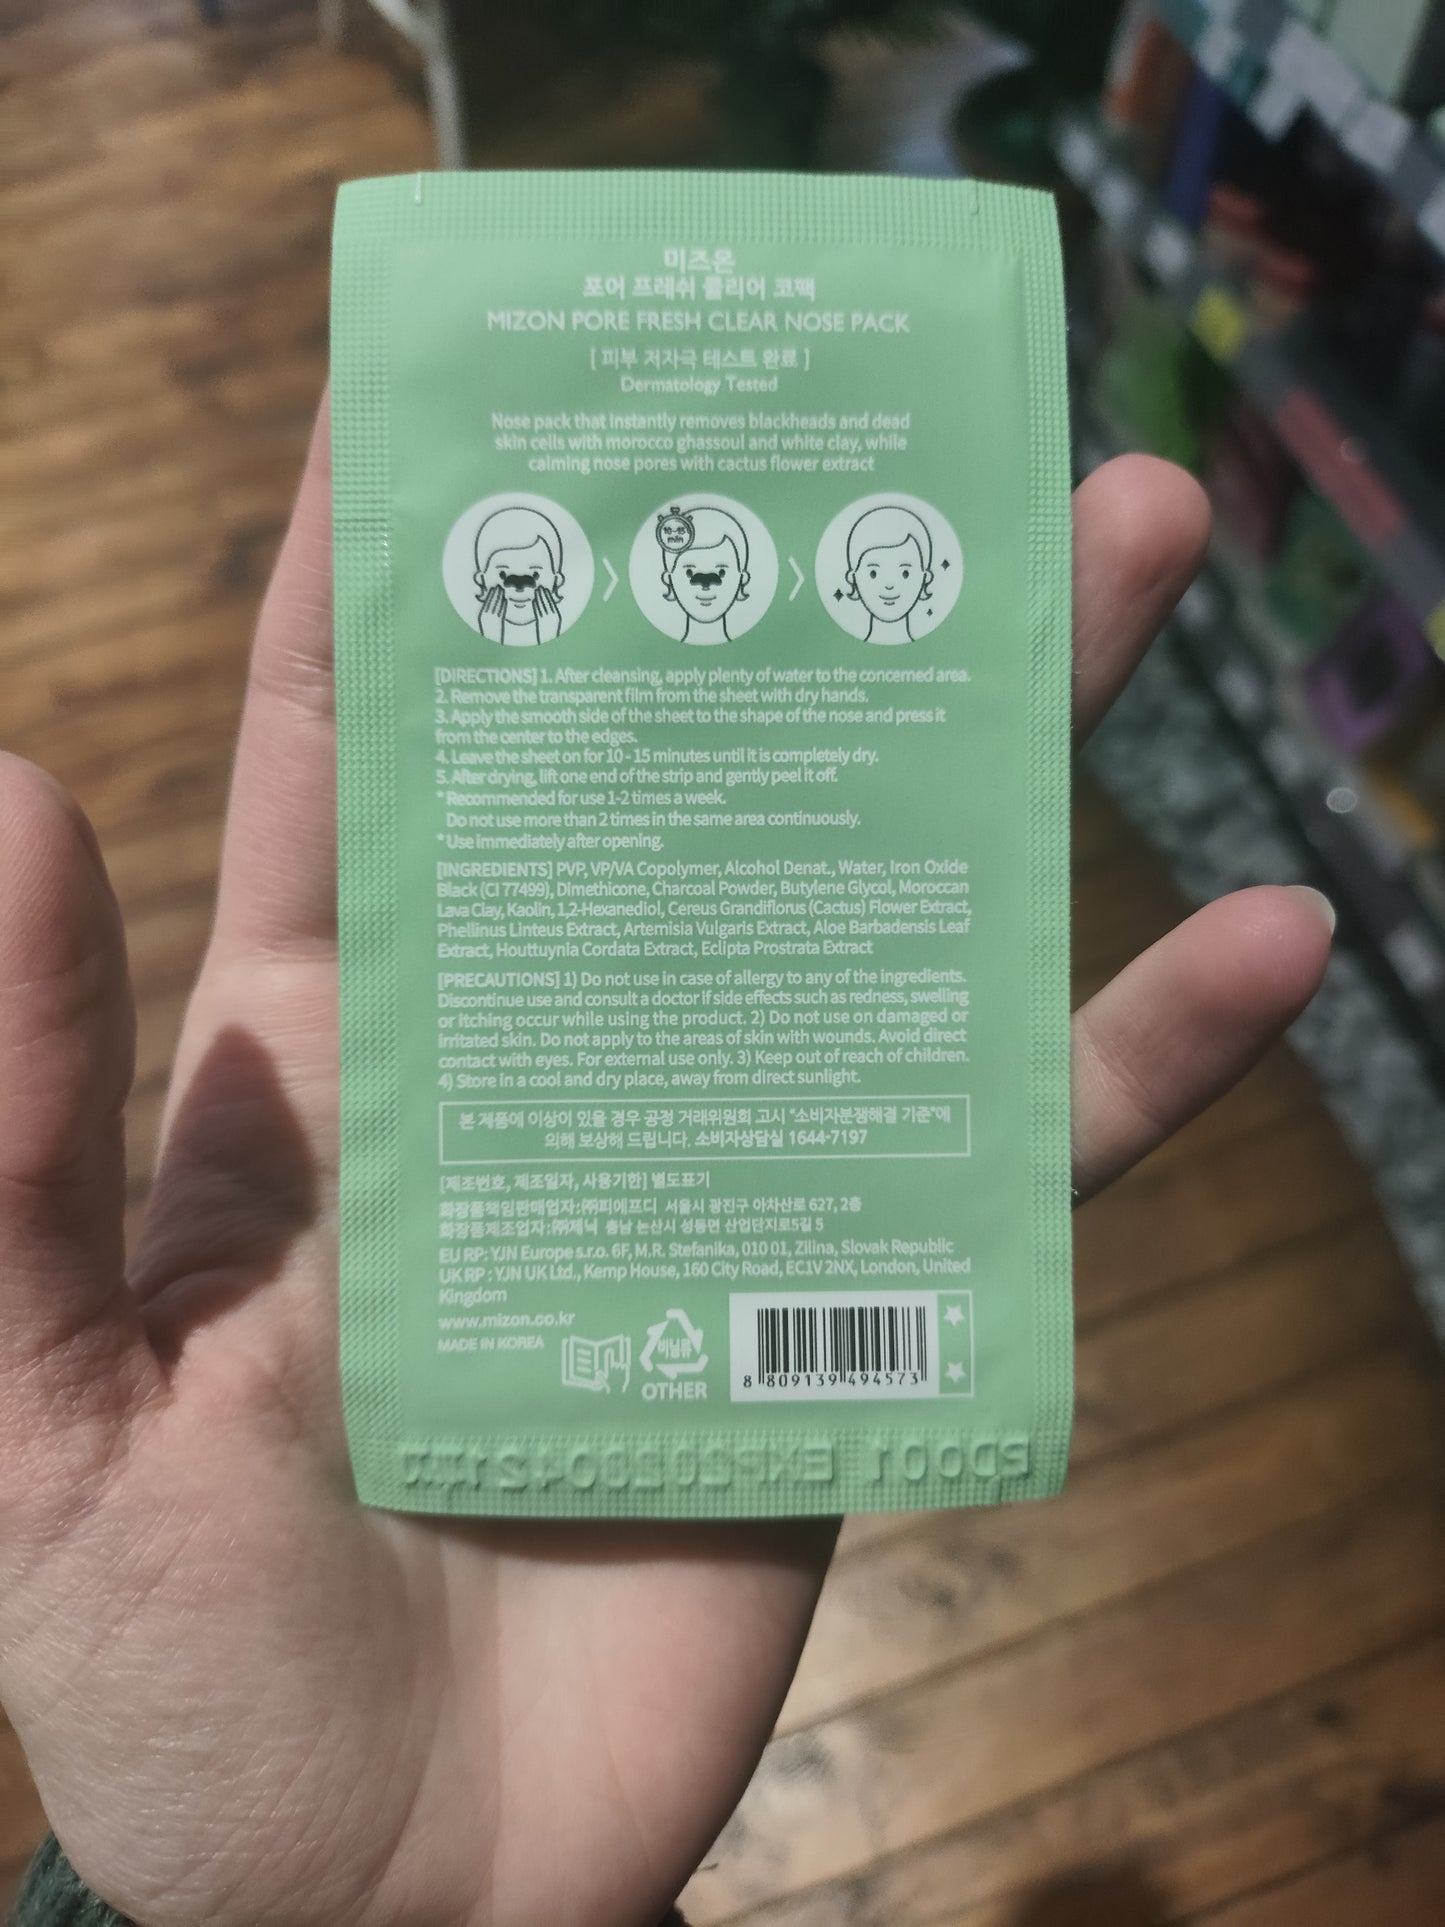 미즈온
포어 프레쉬 클리어 코팩
MIZON PORE FRESH CLEAR NOSE PACK
[ 피부 저자극 테스트 완료 ]
Dermatology Tested
Nose pack that instantly removes blackheads and dead
skin cells with morocco ghassoul and white clay, while
calming nose pores with cactus flower extract
10-15
min
[DIRECTIONS] 1. After cleansing, apply plenty of water to the concerned area.
2. Remove the transparent film from the sheet with dry hands.
3. Apply the smooth side of the sheet to the shape of the nose and press it
from the center to the edges.
4. Leave the sheet on for 10 - 15 minutes until it is completely dry.
5. After drying, lift one end of the strip and gently peel it off.
* Recommended for use 1-2 times a week.
Do not use more than 2 times in the same area continuously.
* Use immediately after opening.
[INGREDIENTS] PVP, VP/VA Copolymer, Alcohol Denat., Water, Iron Oxide
Black (CI 77499), Dimethicone, Charcoal Powder, Butylene Glycol, Moroccan
Lava Clay, Kaolin, 1,2-Hexanediol, Cereus Grandiflorus (Cactus) Flower Extract,
Phellinus Linteus Extract, Artemisia Vulgaris Extract, Aloe Barbadensis Leaf
Extract, Houttuynia Cordata Extract, Eclipta Prostrata Extract
[PRECAUTIONS] 1) Do not use in case of allergy to any of the ingredients.
Discontinue use and consult a doctor if side effects such as redness, swelling
or itching occur while using the product. 2) Do not use on damaged or
irritated skin. Do not apply to the areas of skin with wounds. Avoid direct
contact with eyes. For external use only. 3) Keep out of reach of children.
4) Store in a cool and dry place, away from direct sunlight.
본 제품에 이상이 있을 경우 공정 거래위원회 고시 "소비자분쟁해결 기준"에
의해 보상해 드립니다. 소비자상담실 1644-7197
[제조번호, 제조일자, 사용기한] 별도표기
화장품책임판매업자:㈜피에프디 서울시 광진구 아차산로 627, 2층
화장품제조업자:㈜제닉 충남 논산시 성동면 산업단지로5길 5
EU RP: YJN Europe s.r.o. 6F, M.R. Stefanika, 010 01, Zilina, Slovak Republic
UK RP : YJN UK Ltd., Kemp House, 160 City Road, EC1V 2NX, London, United
Kingdom
www.mizon.co.kr
MADE IN KOREA
비닐류
OTHER
8 809139 494573